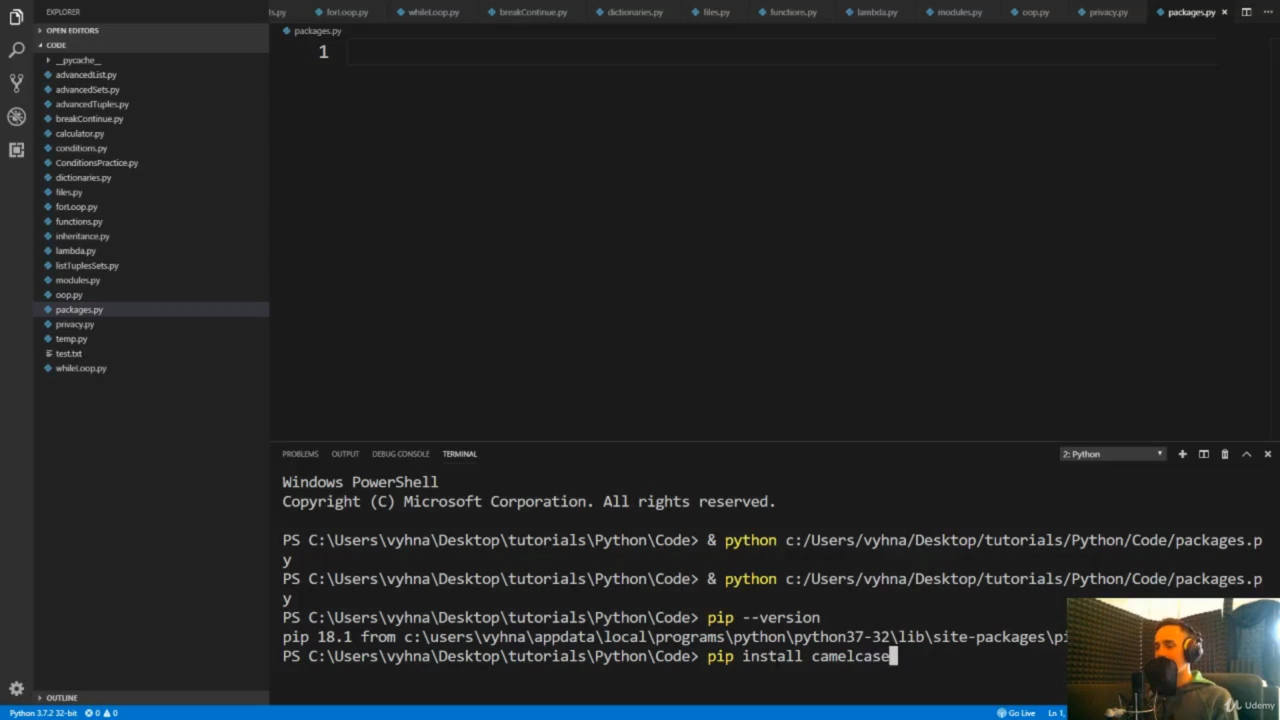 EXPLORER
OPEN EDITORS
CODE
__pycache__
advancedList.py
advancedSets.py
advancedTuples.py
breakContinue.py
calculator.py
conditions.py
ConditionsPractice.py
dictionaries.py
files.py
forLoop.py
functions.py
inheritance.py
lambda.py
listTuplesSets.py
modules.py
oop.py
packages.py
privacy.py
temp.py
test.txt
whileLoop.py
OUTLINE
ls.py forLoop.py whileLoop.py breakContinue.py dictionaries.py files.py functions.py lambda.py modules.py oop.py privacy.py packages.py
packages.py
1
PROBLEMS OUTPUT DEBUG CONSOLE TERMINAL 2: Python
Windows PowerShell
Copyright (C) Microsoft Corporation. All rights reserved.
PS C:\Users\vyhna\Desktop\tutorials\Python\Code> & python c:/Users/vyhna/Desktop/tutorials/Python/Code/packages.p
y
PS C:\Users\vyhna\Desktop\tutorials\Python\Code> & python c:/Users/vyhna/Desktop/tutorials/Python/Code/packages.p
y
PS C:\Users\vyhna\Desktop\tutorials\Python\Code> pip --version
pip 18.1 from c:\users\vyhna\appdata\local\programs\python\python37-32\lib\site-packages\pi
PS C:\Users\vyhna\Desktop\tutorials\Python\Code> pip install camelcase
Python 3.7.2 32-bit 0 0 Go Live Ln 1,
Udemy